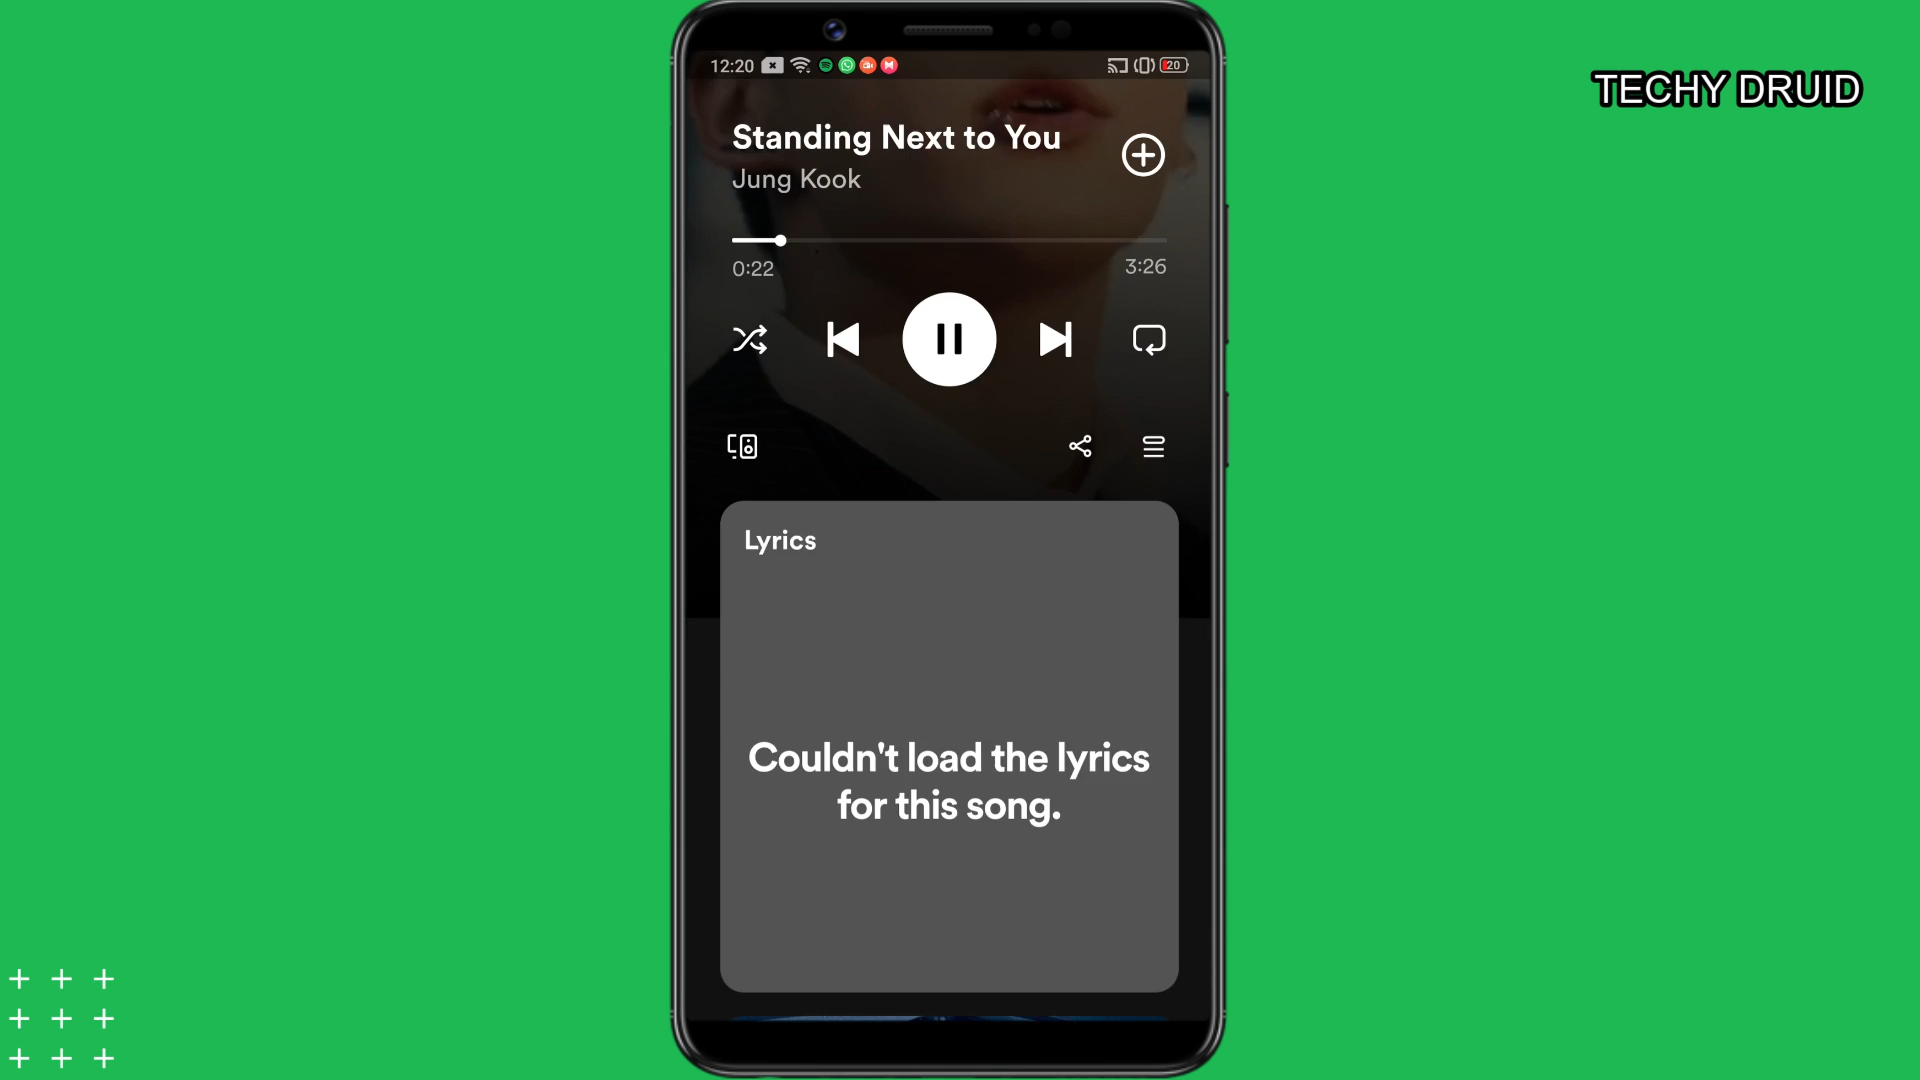 TECHY DRUID
12:20
20
Standing Next to You
Jung Kook
0:22
3:26
Lyrics
Couldn't load the lyrics
for this song.